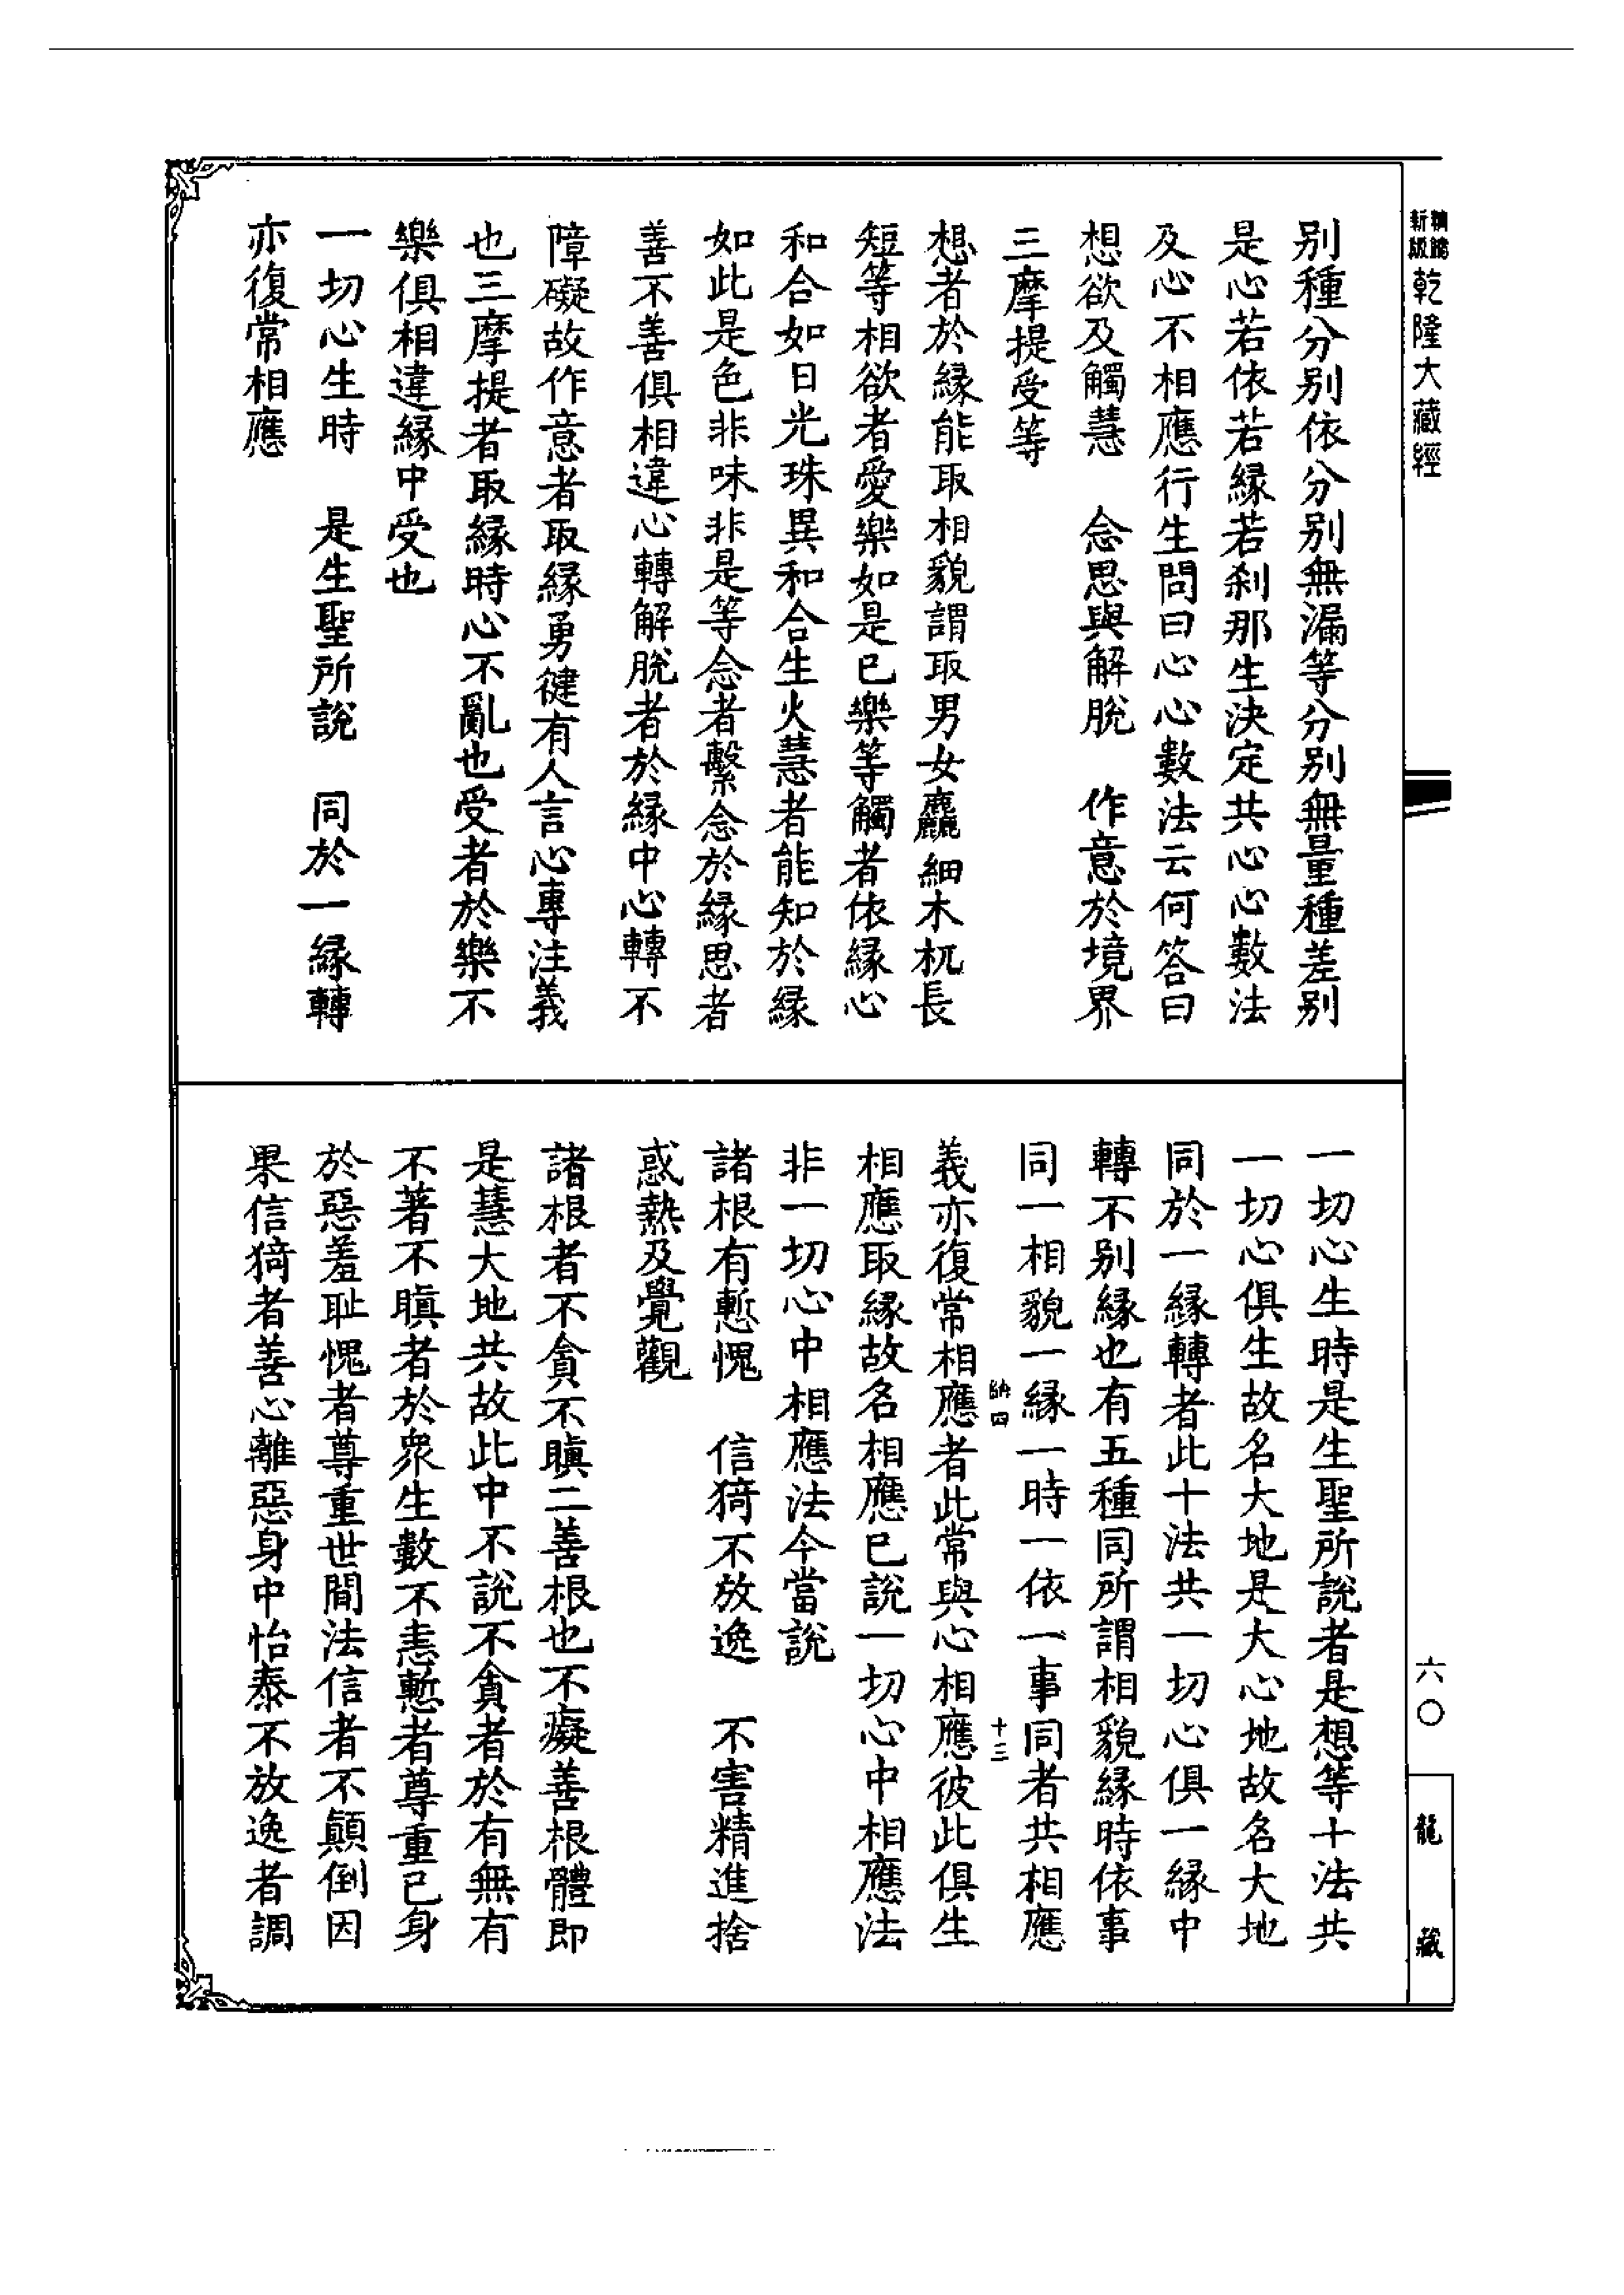 新版
精縮
乾隆大藏經
別種分別依分別無漏等分別無量種差別
是心若依若緣若刹那生決定共心心數法
及心不相應行生問曰心心數法云何答曰
想欲及觸慧　念思與解脫　作意於境界
三摩提受等
想者於緣能取相貌謂取男女麤細木杌長
短等相欲者愛樂如是已樂等觸者依緣心
和合如日光珠異和合生火慧者能知於緣
如此是色非味非是等念者繫念於緣思者
善不善俱相違心轉解脫者於緣中心轉不
障礙故作意者取緣勇健有人言心專注義
也三摩提者取緣時心不亂也受者於樂不
樂俱相違緣中受也
一切心生時　是生聖所說　同於一緣轉
亦復常相應
一切心生時是生聖所說者是想等十法共
一切心俱生故名大地是大心地故名大地
同於一緣轉者此十法共一切心俱一緣中
轉不別緣也有五種同所謂相貌緣時依事
同一相貌一緣一時一依一事同者共相應
義亦復常相應者此常與心相應彼此俱生
相應取緣故名相應已說一切心中相應法
非一切心中相應法今當說
諸根有慙愧　信猗不放逸　不害精進捨
惑熱及覺觀
諸根者不貪不瞋二善根也不癡善根體即
是慧大地共故此中不說不貪者於有無有
不著不瞋者於衆生數不恚慙者尊重已身
於惡羞恥愧者尊重世間法信者不顛倒因
果信猗者善心離惡身中怡泰不放逸者調
十三
六〇
龍藏